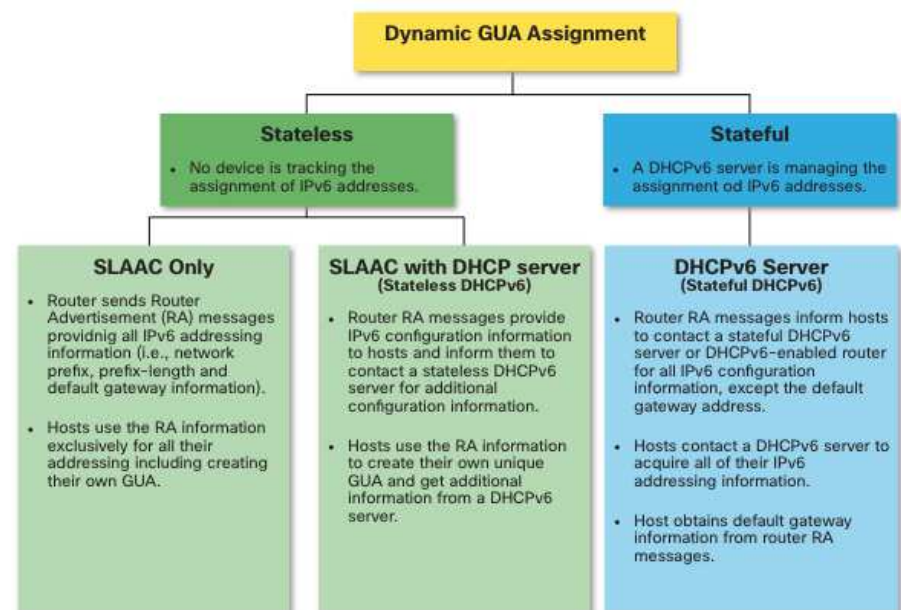 Dynamic GUA Assignment
Stateless
• No device is tracking the
assignment of IPv6 addresses.
Stateful
• A DHCPv6 server is managing the
assignment od IPv6 addresses.
SLAAC Only
• Router sends Router
Advertisement (RA) messages
providnig all IPv6 addressing
information (i.e., network
prefix, prefix-length and
default gateway information).
• Hosts use the RA information
exclusively for all their
addressing including creating
their own GUA.
SLAAC with DHCP server
(Stateless DHCPv6)
• Router RA messages provide
IPv6 configuration information
to hosts and inform them to
contact a stateless DHCPv6
server for additional
configuration information.
• Hosts use the RA information
to create their own unique
GUA and get additional
information from a DHCPv6
server.
DHCPv6 Server
(Stateful DHCPv6)
• Router RA messages inform hosts
to contact a stateful DHCPv6
server or DHCPv6-enabled router
for all IPv6 configuration
information, except the default
gateway address.
• Hosts contact a DHCPv6 server to
acquire all of their IPv6
addressing information.
• Host obtains default gateway
information from router RA
messages.